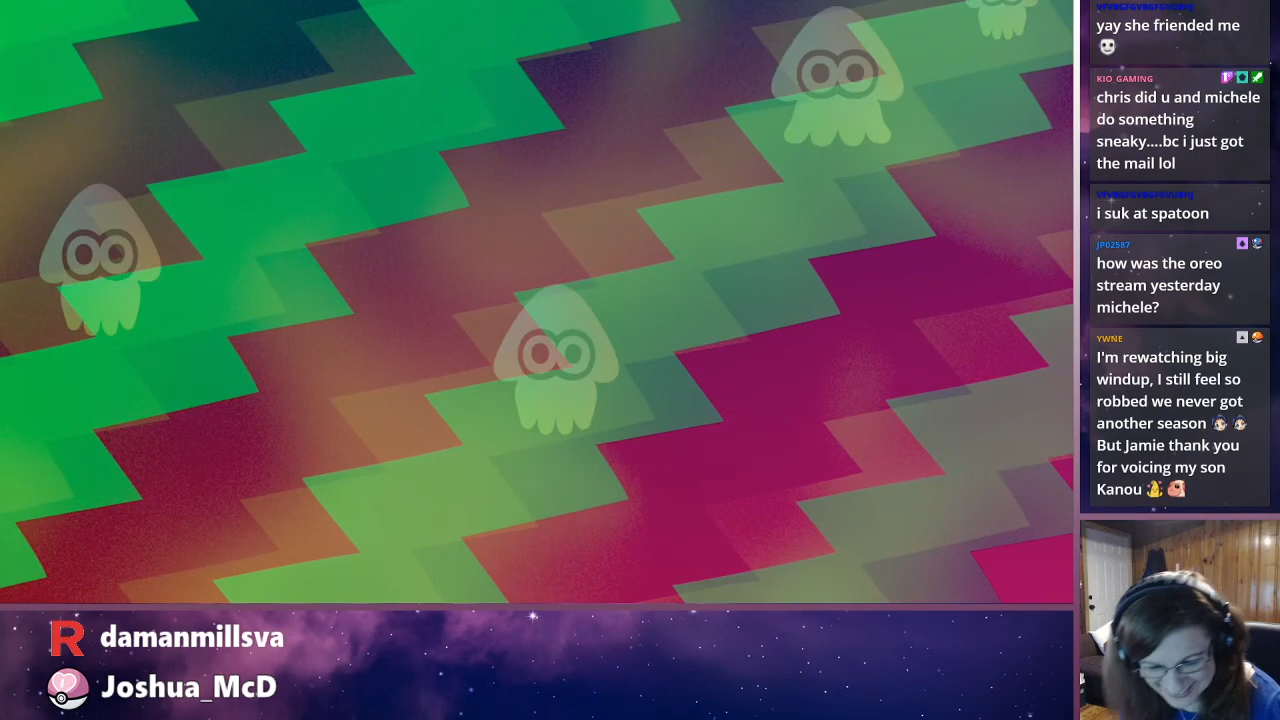 yay she friended me
KIO_GAMING
chris did u and michele
do something
sneaky....bc i just got
the mail lol
i suk at spatoon
JP02587
how was the oreo
stream yesterday
michele?
YWNE
I'm rewatching big
windup, I still feel so
robbed we never got
another season
But Jamie thank you
for voicing my son
Kanou
R damanmillsva
Joshua_McD